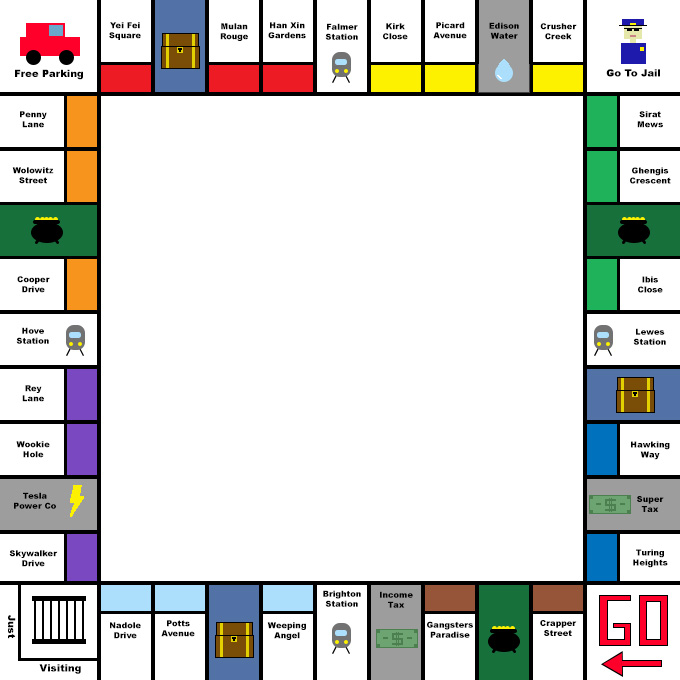 Yei Fei
Square
Mulan
Rouge
Han Xin
Gardens
Falmer
Station
Kirk
Close
Picard
Avenue
Edison
Water
Crusher
Creek
Free Parking
Go To Jail
Penny
Lane
Sirat
Mews
Wolowitz
Street
Ghengis
Crescent
Cooper
Drive
Ibis
Close
Hove
Station
Lewes
Station
Rey
Lane
Wookie
Hole
Hawking
Way
Tesla
Power Co
Super
Tax
Skywalker
Drive
Turing
Heights
Just
Visiting
Nadole
Drive
Potts
Avenue
Weeping
Angel
Brighton
Station
Income
Tax
Gangsters
Paradise
Crapper
Street
GO